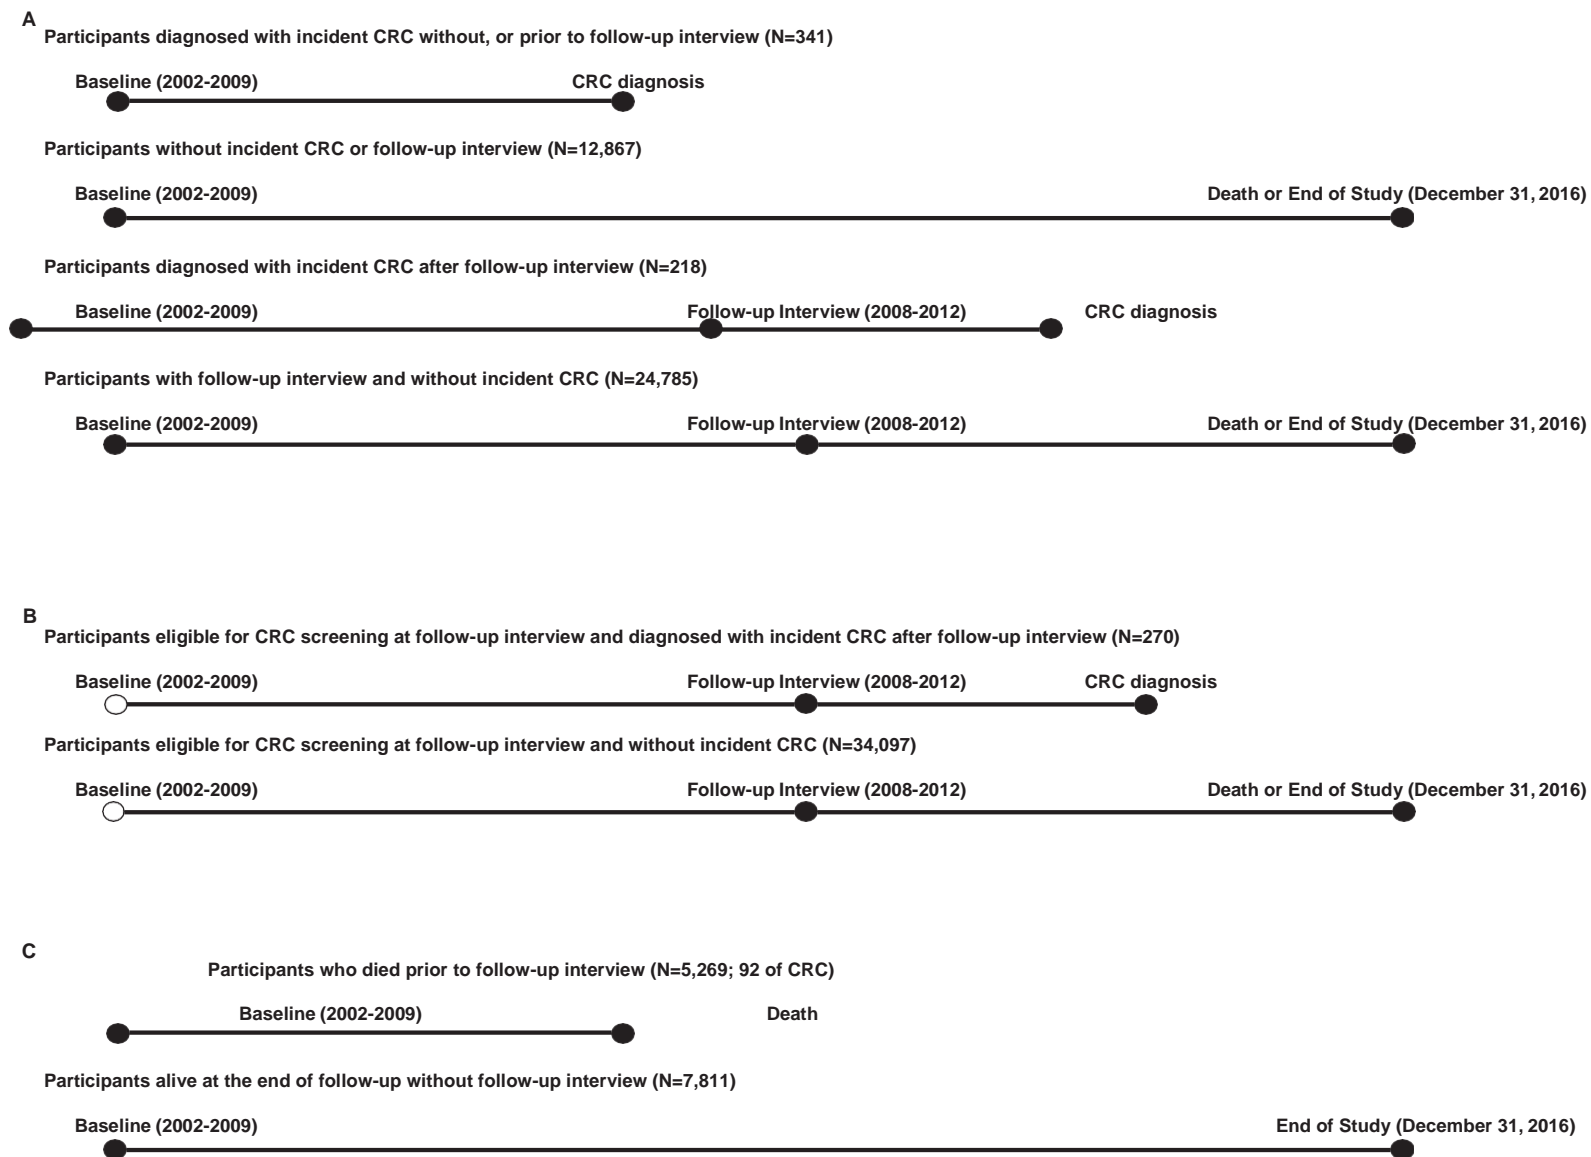 A
Participants diagnosed with incident CRC without, or prior to follow-up interview (N=341)
Baseline (2002-2009) CRC diagnosis
Participants without incident CRC or follow-up interview (N=12,867)
Baseline (2002-2009) Death or End of Study (December 31, 2016)
Participants diagnosed with incident CRC after follow-up interview (N=218)
Baseline (2002-2009) Follow-up Interview (2008-2012) CRC diagnosis
Participants with follow-up interview and without incident CRC (N=24,785)
Baseline (2002-2009) Follow-up Interview (2008-2012) Death or End of Study (December 31, 2016)
B
Participants eligible for CRC screening at follow-up interview and diagnosed with incident CRC after follow-up interview (N=270)
Baseline (2002-2009) Follow-up Interview (2008-2012) CRC diagnosis
Participants eligible for CRC screening at follow-up interview and without incident CRC (N=34,097)
Baseline (2002-2009) Follow-up Interview (2008-2012) Death or End of Study (December 31, 2016)
C
Participants who died prior to follow-up interview (N=5,269; 92 of CRC)
Baseline (2002-2009) Death
Participants alive at the end of follow-up without follow-up interview (N=7,811)
Baseline (2002-2009) End of Study (December 31, 2016)